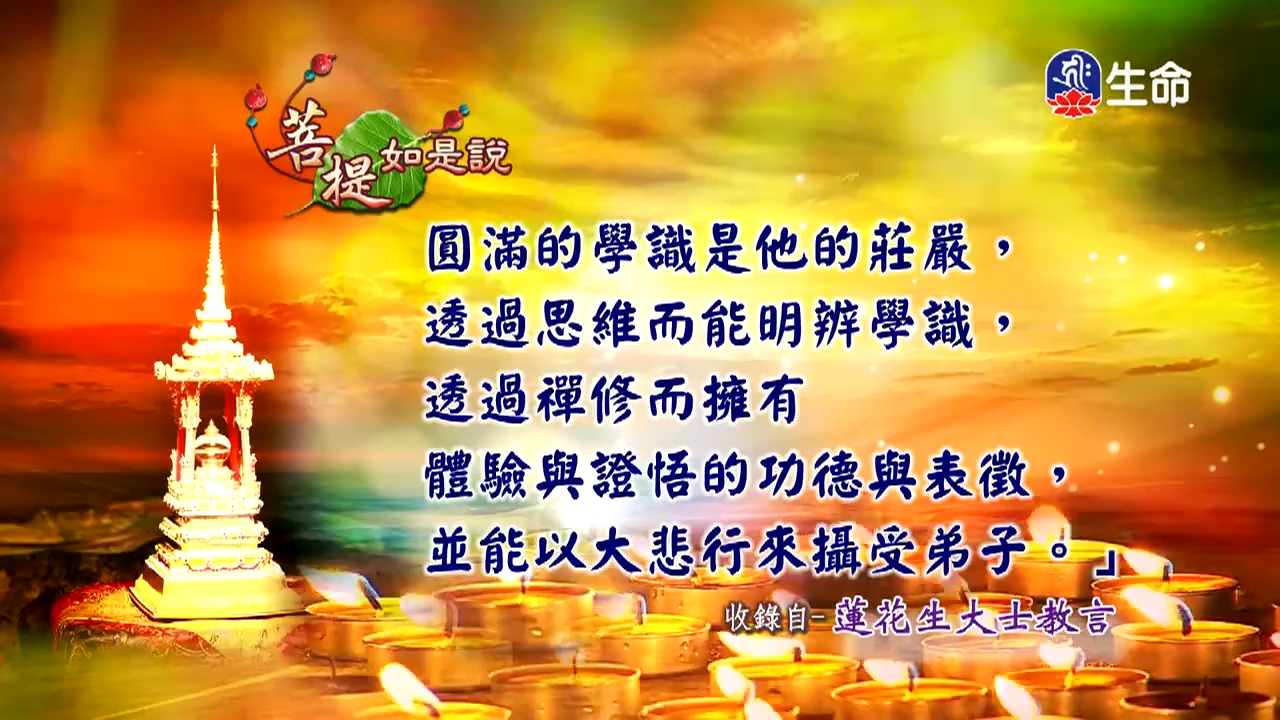 生命
菩提如是說
圓滿的學識是他的莊嚴，
透過思維而能明辨學識，
透過禪修而擁有
體驗與證悟的功德與表徵，
並能以大悲行來攝受弟子。」
收錄自-蓮花生大士教言